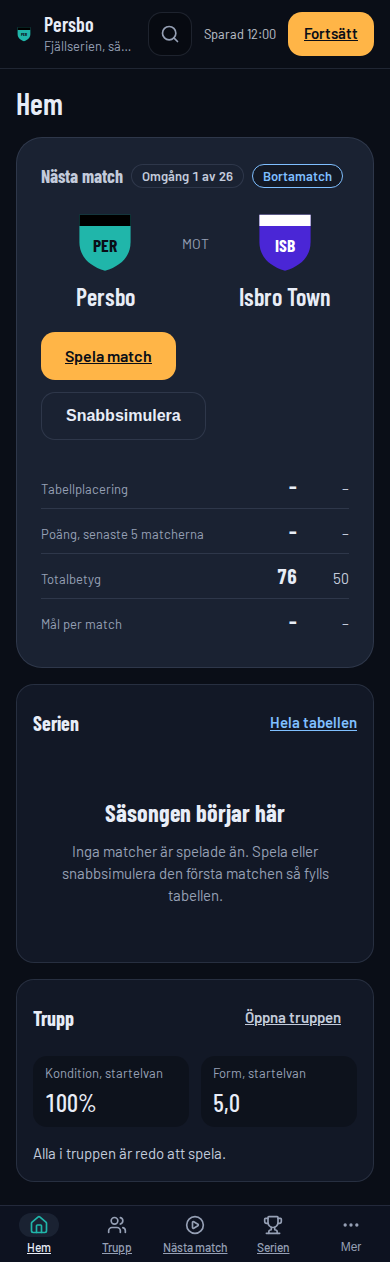 Persbo
Fjällserien, sä...
Sparad 12:00
Fortsätt
Hem
Nästa match
Omgång 1 av 26
Bortamatch
PER
MOT
ISB
Persbo
Isbro Town
Spela match
Snabbsimulera
Tabellplacering – –
Poäng, senaste 5 matcherna – –
Totalbetyg 76 50
Mål per match – –
Serien
Hela tabellen
Säsongen börjar här
Inga matcher är spelade än. Spela eller
snabbsimulera den första matchen så fylls
tabellen.
Trupp
Öppna truppen
Kondition, startelvan
100%
Form, startelvan
5,0
Alla i truppen är redo att spela.
Hem
Trupp
Nästa match
Serien
Mer